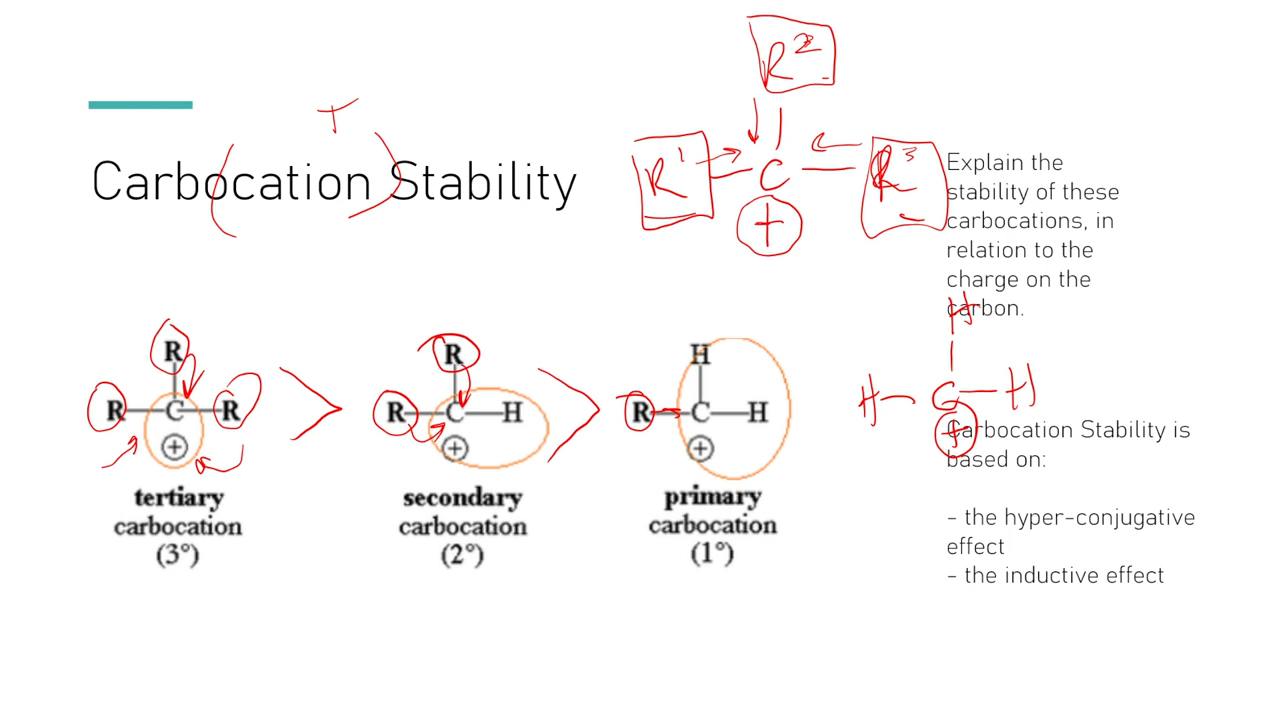 +
Carbocation Stability
R²
R¹ C R³
+
Explain the
stability of these
carbocations, in
relation to the
charge on the
carbon.
R
R C R
+
tertiary
carbocation
(3°)
>
R
R C H
+
secondary
carbocation
(2°)
>
H
R C H
+
primary
carbocation
(1°)
H
H C H
+
Carbocation Stability is
based on:
- the hyper-conjugative
effect
- the inductive effect